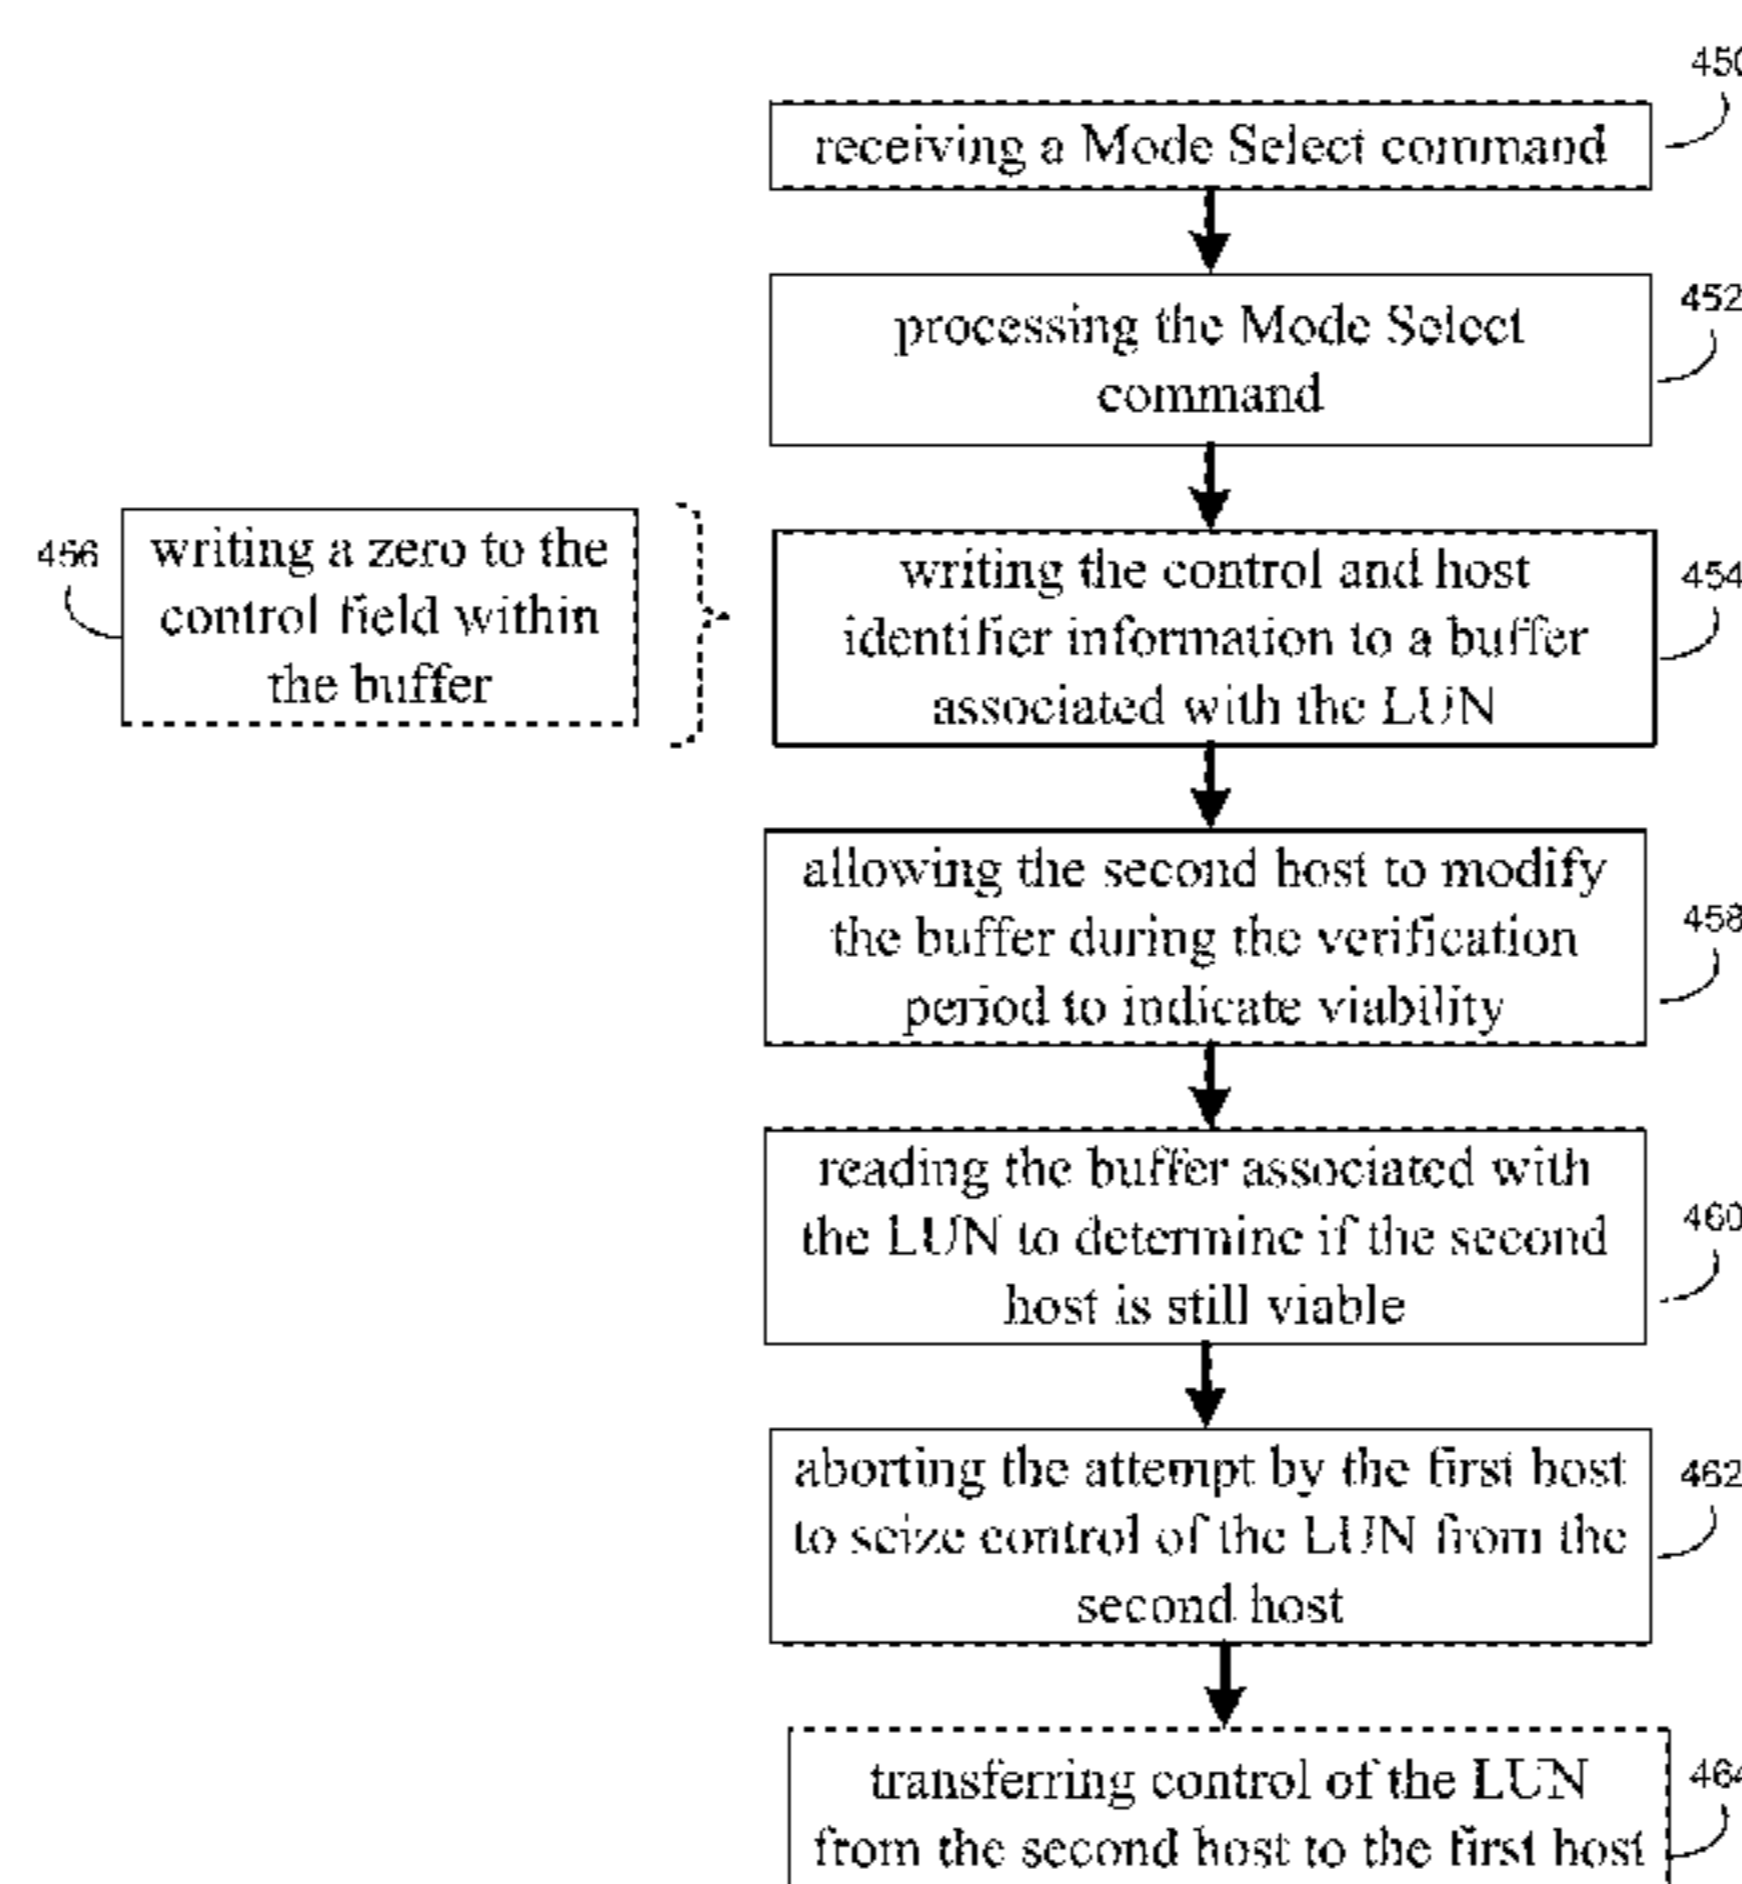 450
receiving a Mode Select command
452
processing the Mode Select
command
456
writing a zero to the
control field within
the buffer
454
writing the control and host
identifier information to a buffer
associated with the LUN
458
allowing the second host to modify
the buffer during the verification
period to indicate viability
460
reading the buffer associated with
the LUN to determine if the second
host is still viable
462
aborting the attempt by the first host
to seize control of the LUN from the
second host
464
transferring control of the LUN
from the second host to the first host